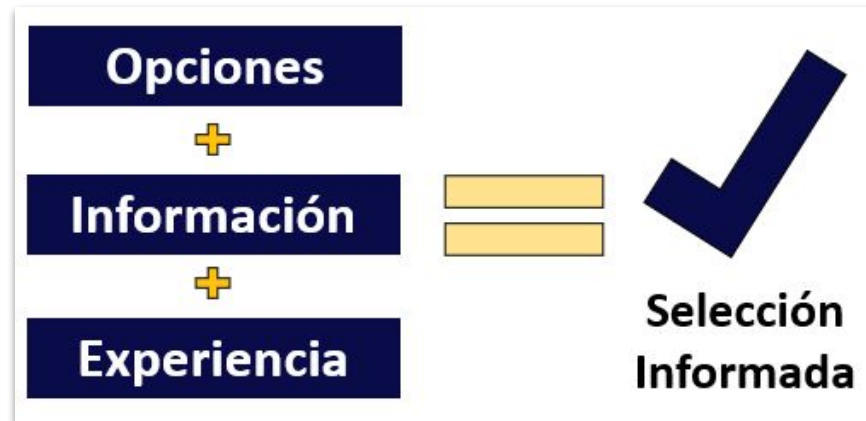 Opciones
+
Información
+
Experiencia
Selección
Informada